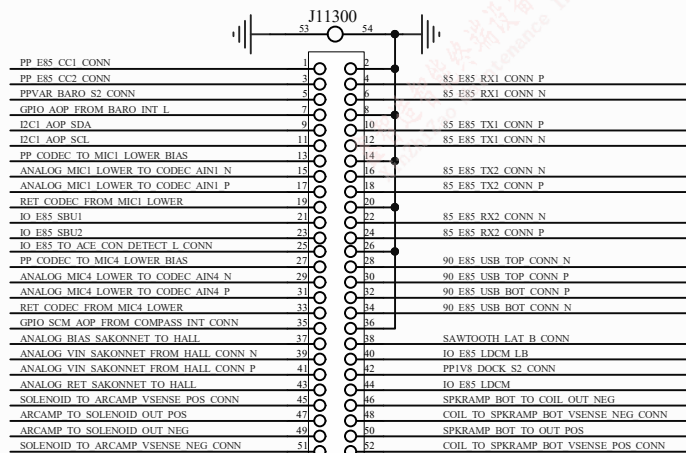 J11300
53 54
PP E85 CC1 CONN 1 2
PP E85 CC2 CONN 3 4 85 E85 RX1 CONN P
PPVAR BARO S2 CONN 5 6 85 E85 RX1 CONN N
GPIO AOP FROM BARO INT L 7 8
I2C1 AOP SDA 9 10 85 E85 TX1 CONN P
I2C1 AOP SCL 11 12 85 E85 TX1 CONN N
PP CODEC TO MIC1 LOWER BIAS 13 14
ANALOG MIC1 LOWER TO CODEC AIN1 N 15 16 85 E85 TX2 CONN N
ANALOG MIC1 LOWER TO CODEC AIN1 P 17 18 85 E85 TX2 CONN P
RET CODEC FROM MIC1 LOWER 19 20
IO E85 SBU1 21 22 85 E85 RX2 CONN N
IO E85 SBU2 23 24 85 E85 RX2 CONN P
IO E85 TO ACE CON DETECT L CONN 25 26
PP CODEC TO MIC4 LOWER BIAS 27 28 90 E85 USB TOP CONN N
ANALOG MIC4 LOWER TO CODEC AIN4 N 29 30 90 E85 USB TOP CONN P
ANALOG MIC4 LOWER TO CODEC AIN4 P 31 32 90 E85 USB BOT CONN P
RET CODEC FROM MIC4 LOWER 33 34 90 E85 USB BOT CONN N
GPIO SCM AOP FROM COMPASS INT CONN 35 36
ANALOG BIAS SAKONNET TO HALL 37 38 SAWTOOTH LAT B CONN
ANALOG VIN SAKONNET FROM HALL CONN N 39 40 IO E85 LDCM LB
ANALOG VIN SAKONNET FROM HALL CONN P 41 42 PP1V8 DOCK S2 CONN
ANALOG RET SAKONNET TO HALL 43 44 IO E85 LDCM
SOLENOID TO ARCAMP VSENSE POS CONN 45 46 SPKRAMP BOT TO COIL OUT NEG
ARCAMP TO SOLENOID OUT POS 47 48 COIL TO SPKRAMP BOT VSENSE NEG CONN
ARCAMP TO SOLENOID OUT NEG 49 50 SPKRAMP BOT TO OUT POS
SOLENOID TO ARCAMP VSENSE NEG CONN 51 52 COIL TO SPKRAMP BOT VSENSE POS CONN